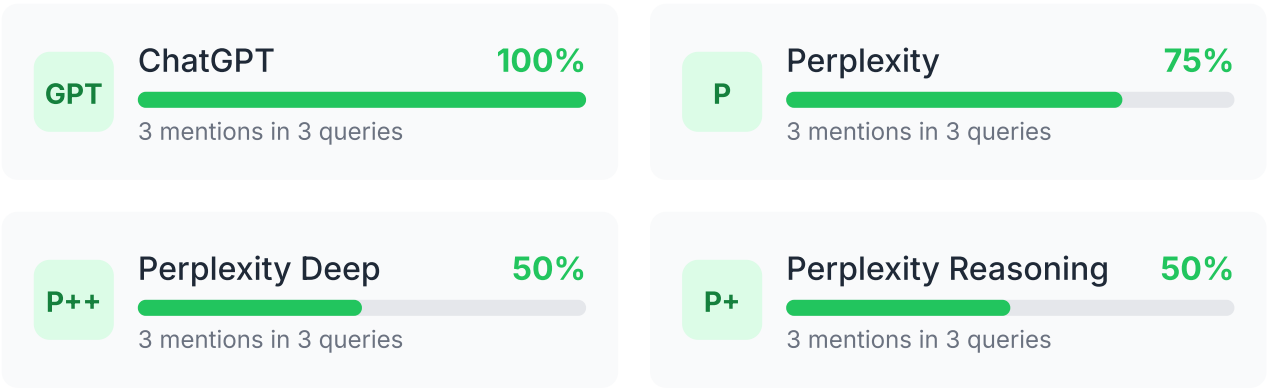 GPT
ChatGPT
100%
3 mentions in 3 queries
P
Perplexity
75%
3 mentions in 3 queries
P++
Perplexity Deep
50%
3 mentions in 3 queries
P+
Perplexity Reasoning
50%
3 mentions in 3 queries